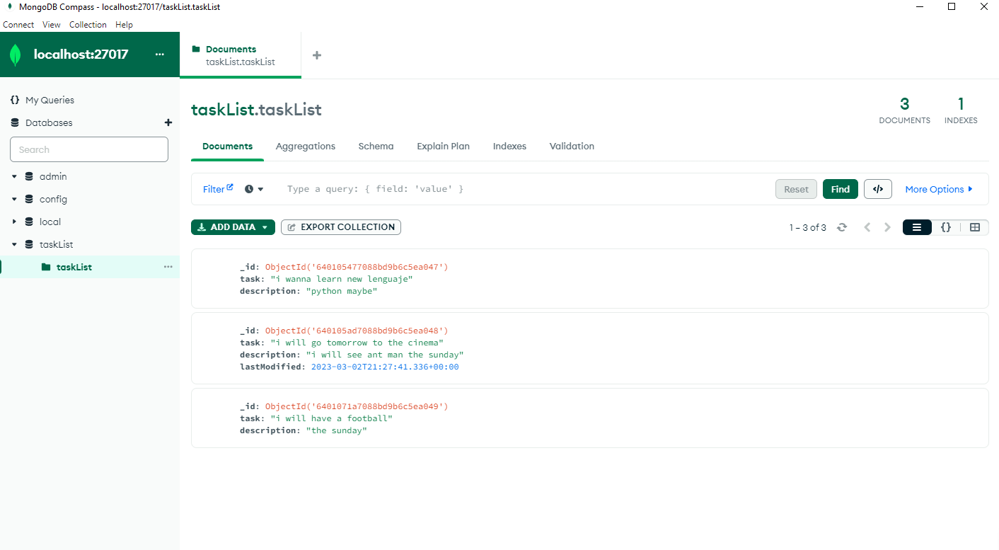 MongoDB Compass - localhost:27017/taskList.taskList
Connect View Collection Help
localhost:27017 ...
Documents
taskList.taskList
+
{} My Queries
Databases +
Search
admin
config
local
taskList
taskList ...
taskList.taskList
3
DOCUMENTS
1
INDEXES
Documents Aggregations Schema Explain Plan Indexes Validation
Filter Type a query: { field: 'value' } Reset Find </> More Options
ADD DATA EXPORT COLLECTION 1 – 3 of 3 {}
_id: ObjectId('640105477088bd9b6c5ea047')
task: "i wanna learn new lenguaje"
description: "python maybe"
_id: ObjectId('640105ad7088bd9b6c5ea048')
task: "i will go tomorrow to the cinema"
description: "i will see ant man the sunday"
lastModified: 2023-03-02T21:27:41.336+00:00
_id: ObjectId('6401071a7088bd9b6c5ea049')
task: "i will have a football"
description: "the sunday"